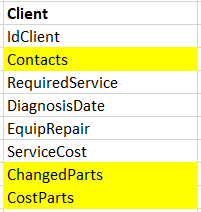 Client
IdClient
Contacts
RequiredService
DiagnosisDate
EquipRepair
ServiceCost
ChangedParts
CostParts